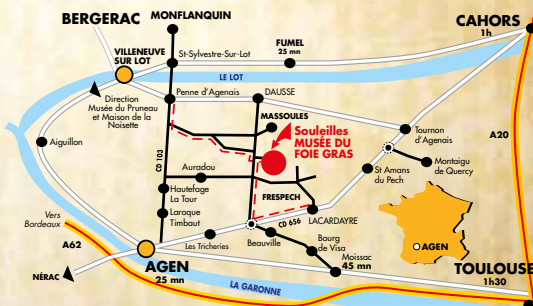 BERGERAC
MONFLANQUIN
CAHORS
1h
VILLENEUVE
SUR LOT
St-Sylvestre-Sur-Lot
FUMEL
25 mn
LE LOT
Direction
Musée du Pruneau
et Maison de la
Noisette
Penne d'Agenais
DAUSSE
MASSOULES
Souleilles
MUSÉE DU
FOIE GRAS
Tournon
d'Agenais
A20
Aiguillon
CD 103
Auradou
Montaigu
de Quercy
St Amans
du Pech
Hautefage
La Tour
FRESPECH
Laroque
Timbaut
LACARDAYRE
CD 656
Vers
Bordeaux
A62
Les Tricheries
Beauville
Bourg
de Visa
AGEN
AGEN
25 mn
Moissac
45 mn
TOULOUSE
1h30
NÉRAC
LA GARONNE